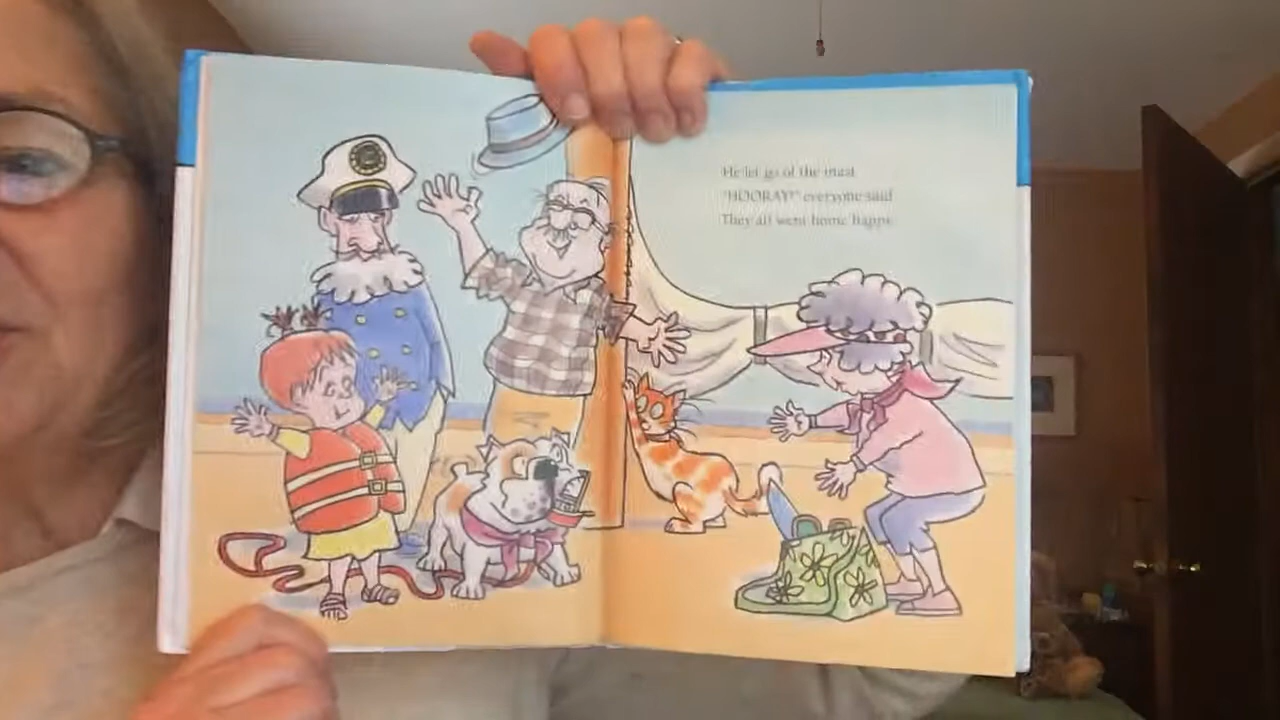 He let go of the mast
"HOORAY!" everyone said
They all went home happy